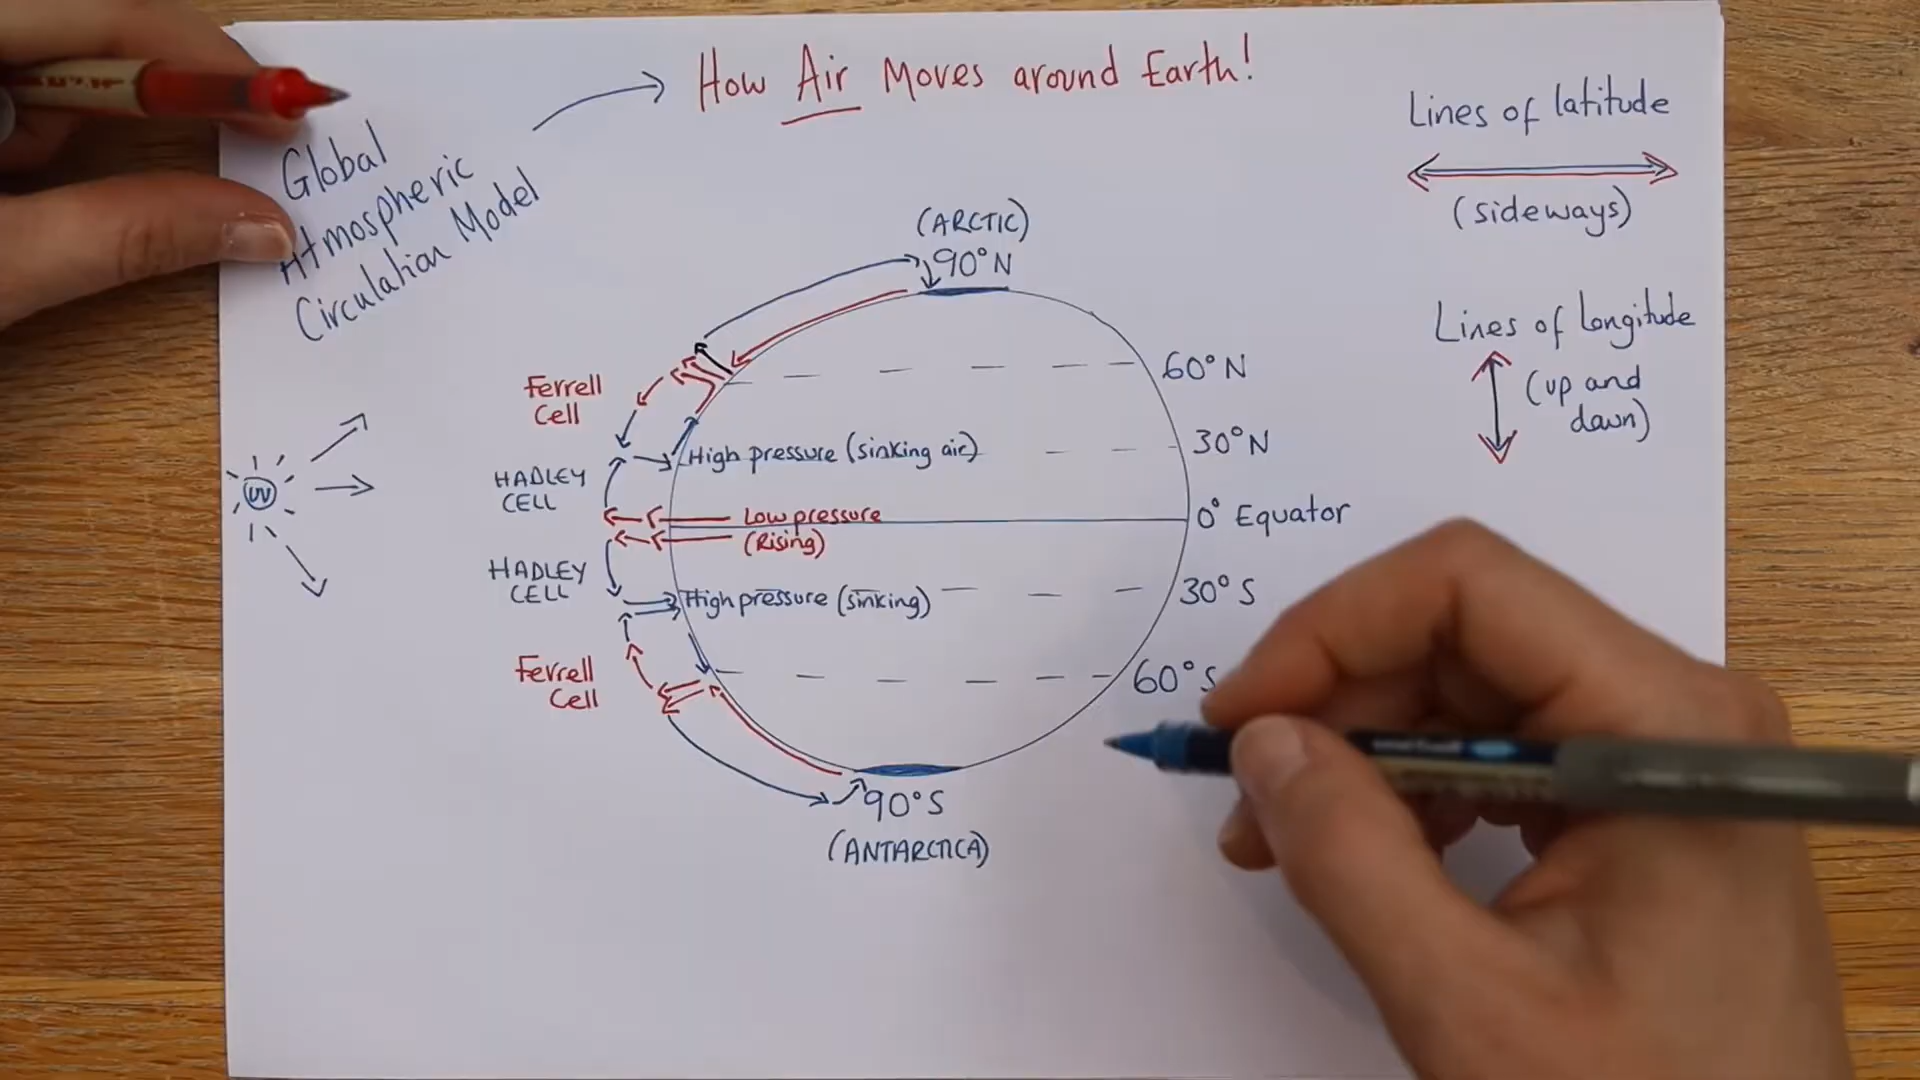 How Air Moves around Earth!
Global
Atmospheric
Circulation Model
Lines of latitude
(sideways)
Lines of longitude
(up and
down)
(ARCTIC)
90°N
60°N
Ferrell
Cell
30°N
High pressure (sinking air)
HADLEY
CELL
UV
Low pressure
(Rising)
0° Equator
HADLEY
CELL
High pressure (sinking)
30° S
Ferrell
Cell
60°S
90°S
(ANTARCTICA)